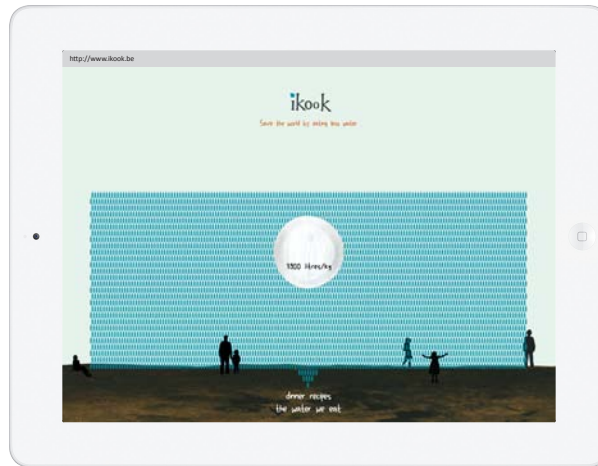 http://www.ikook.be
ikook
Save the world by eating less water
1300 litres/kg
dinner recipes
the water we eat